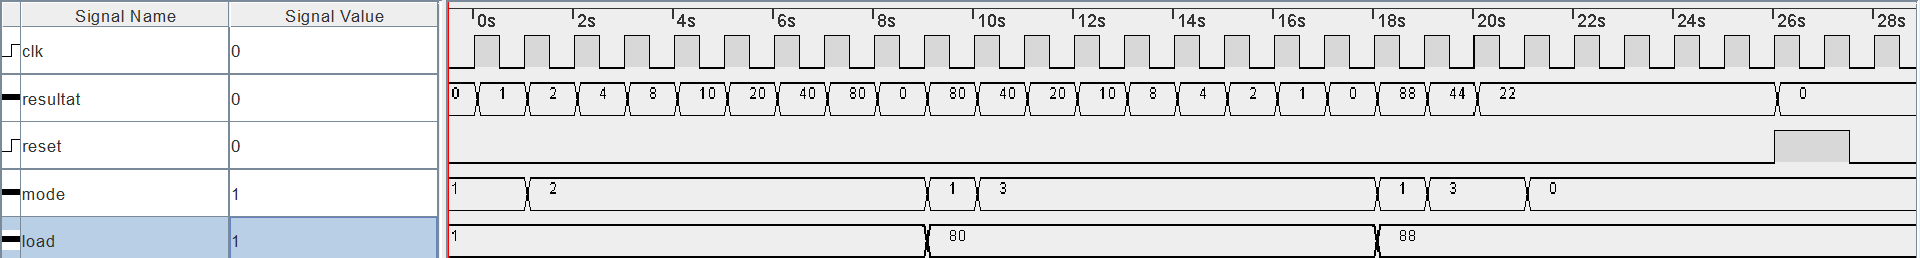 Signal Name Signal Value 0s 2s 4s 6s 8s 10s 12s 14s 16s 18s 20s 22s 24s 26s 28s
clk 0
resultat 0 0 1 2 4 8 10 20 40 80 0 80 40 20 10 8 4 2 1 0 88 44 22 0
reset 0
mode 1 1 2 1 3 1 3 0
load 1 1 80 88